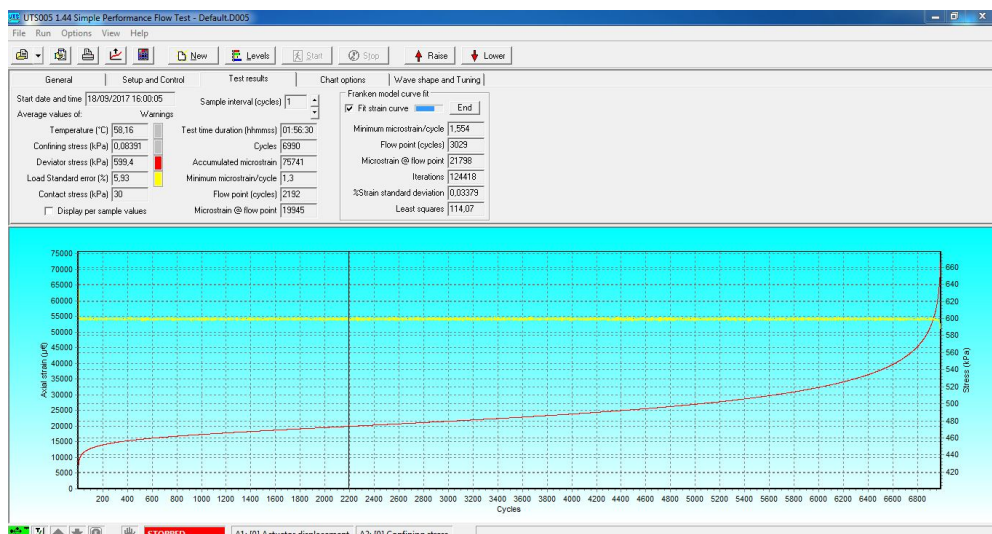 UTS005 1.44 Simple Performance Flow Test - Default.D005
File Run Options View Help
New Levels Start Stop Raise Lower
General Setup and Control Test results Chart options Wave shape and Tuning
Start date and time 18/09/2017 16:00:05
Average values of: Warnings
Temperature (°C) 58,16
Confining stress (kPa) 0,08391
Deviator stress (kPa) 599,4
Load Standard error (%) 5,93
Contact stress (kPa) 30
Display per sample values
Sample interval (cycles) 1
Test time duration (hhmmss) 01:56:30
Cycles 6990
Accumulated microstrain 75741
Minimum microstrain/cycle 1,3
Flow point (cycles) 2192
Microstrain @ flow point 19945
Franken model curve fit
Fit strain curve End
Minimum microstrain/cycle 1,554
Flow point (cycles) 3029
Microstrain @ flow point 21798
Iterations 124418
%Strain standard deviation 0,03379
Least squares 114,07
75000
70000
65000
60000
55000
50000
45000
40000
35000
30000
25000
20000
15000
10000
5000
0
Axial strain (µε)
660
640
620
600
580
560
540
520
500
480
460
440
420
Stress (kPa)
200 400 600 800 1000 1200 1400 1600 1800 2000 2200 2400 2600 2800 3000 3200 3400 3600 3800 4000 4200 4400 4600 4800 5000 5200 5400 5600 5800 6000 6200 6400 6600 6800
Cycles
STOPPED A1: [0] Actuator displacement A2: [0] Confining stress